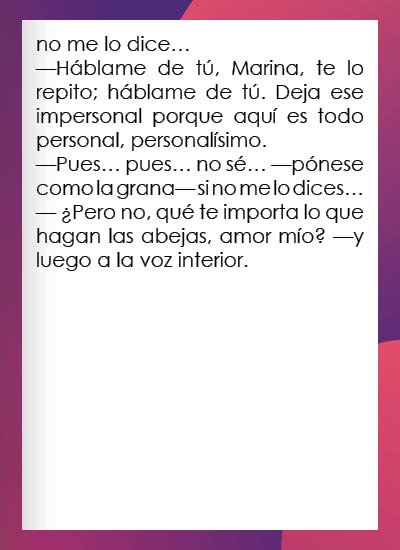 no me lo dice…
—Háblame de tú, Marina, te lo
repito; háblame de tú. Deja ese
impersonal porque aquí es todo
personal, personalísimo.
—Pues… pues… no sé… —pónese
como la grana— si no me lo dices…
— ¿Pero no, qué te importa lo que
hagan las abejas, amor mío? —y
luego a la voz interior.